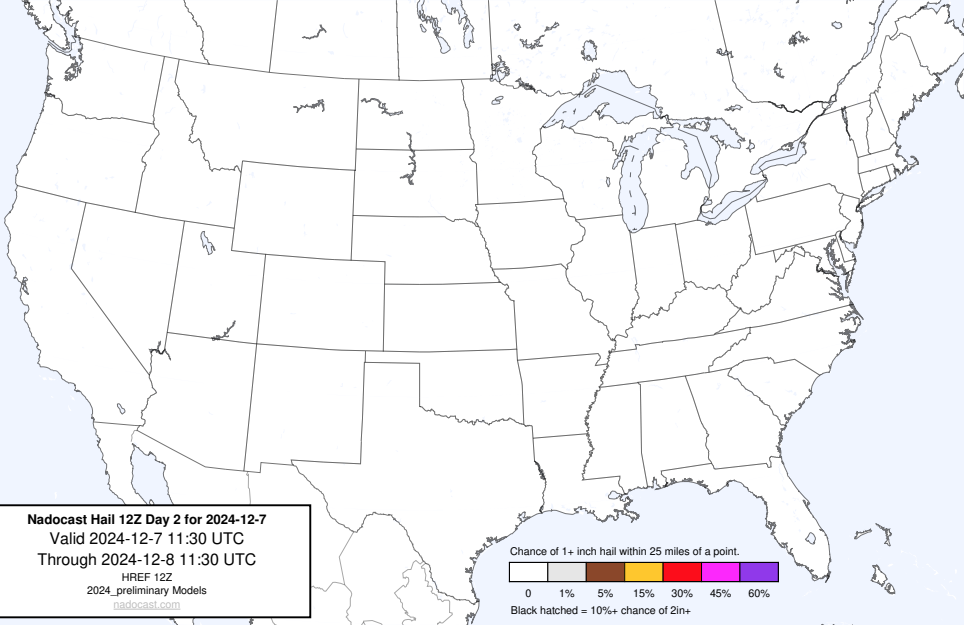 Nadocast Hail 12Z Day 2 for 2024-12-7
Valid 2024-12-7 11:30 UTC
Through 2024-12-8 11:30 UTC
HREF 12Z
2024_preliminary Models
nadocast.com
Chance of 1+ inch hail within 25 miles of a point.
0 1% 5% 15% 30% 45% 60%
Black hatched = 10%+ chance of 2in+